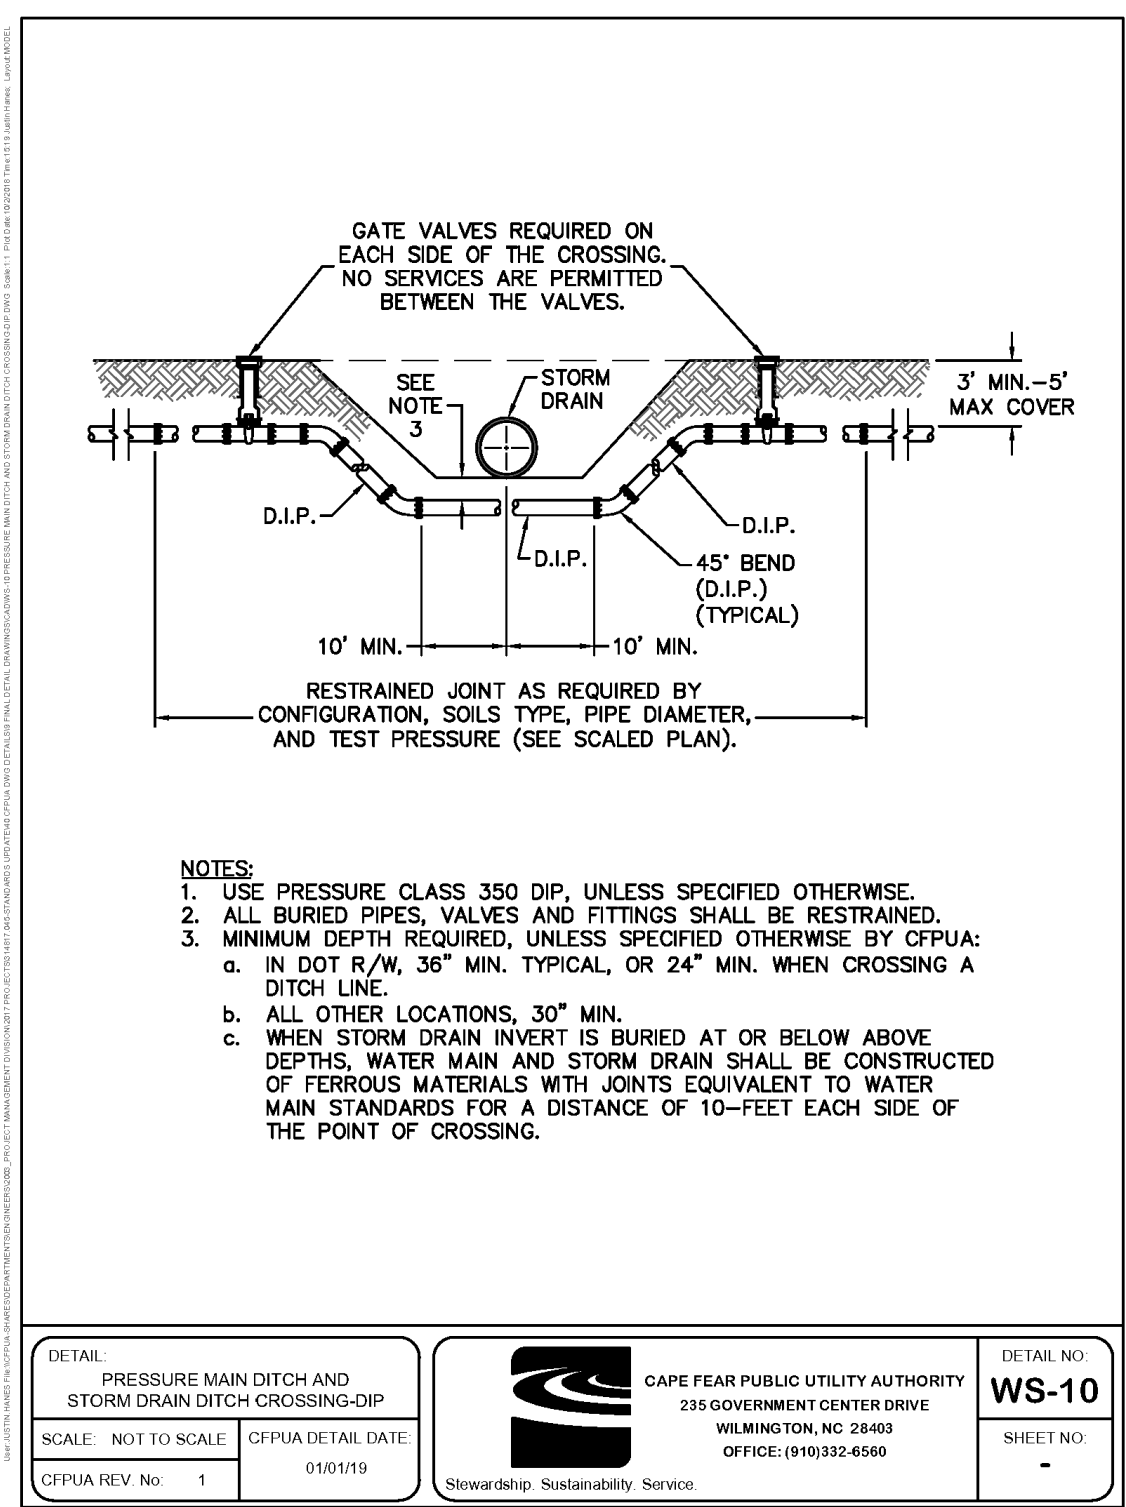 GATE VALVES REQUIRED ON
EACH SIDE OF THE CROSSING.
NO SERVICES ARE PERMITTED
BETWEEN THE VALVES.
SEE
NOTE
3
STORM
DRAIN
3' MIN.-5'
MAX COVER
D.I.P.
D.I.P.
D.I.P.
45° BEND
(D.I.P.)
(TYPICAL)
10' MIN.
10' MIN.
RESTRAINED JOINT AS REQUIRED BY
CONFIGURATION, SOILS TYPE, PIPE DIAMETER,
AND TEST PRESSURE (SEE SCALED PLAN).
NOTES:
1. USE PRESSURE CLASS 350 DIP, UNLESS SPECIFIED OTHERWISE.
2. ALL BURIED PIPES, VALVES AND FITTINGS SHALL BE RESTRAINED.
3. MINIMUM DEPTH REQUIRED, UNLESS SPECIFIED OTHERWISE BY CFPUA:
a. IN DOT R/W, 36" MIN. TYPICAL, OR 24" MIN. WHEN CROSSING A
DITCH LINE.
b. ALL OTHER LOCATIONS, 30" MIN.
c. WHEN STORM DRAIN INVERT IS BURIED AT OR BELOW ABOVE
DEPTHS, WATER MAIN AND STORM DRAIN SHALL BE CONSTRUCTED
OF FERROUS MATERIALS WITH JOINTS EQUIVALENT TO WATER
MAIN STANDARDS FOR A DISTANCE OF 10-FEET EACH SIDE OF
THE POINT OF CROSSING.
DETAIL:
PRESSURE MAIN DITCH AND
STORM DRAIN DITCH CROSSING-DIP
SCALE: NOT TO SCALE
CFPUA DETAIL DATE:
01/01/19
CFPUA REV. No: 1
CAPE FEAR PUBLIC UTILITY AUTHORITY
235 GOVERNMENT CENTER DRIVE
WILMINGTON, NC 28403
OFFICE: (910)332-6560
Stewardship. Sustainability. Service.
DETAIL NO:
WS-10
SHEET NO:
-